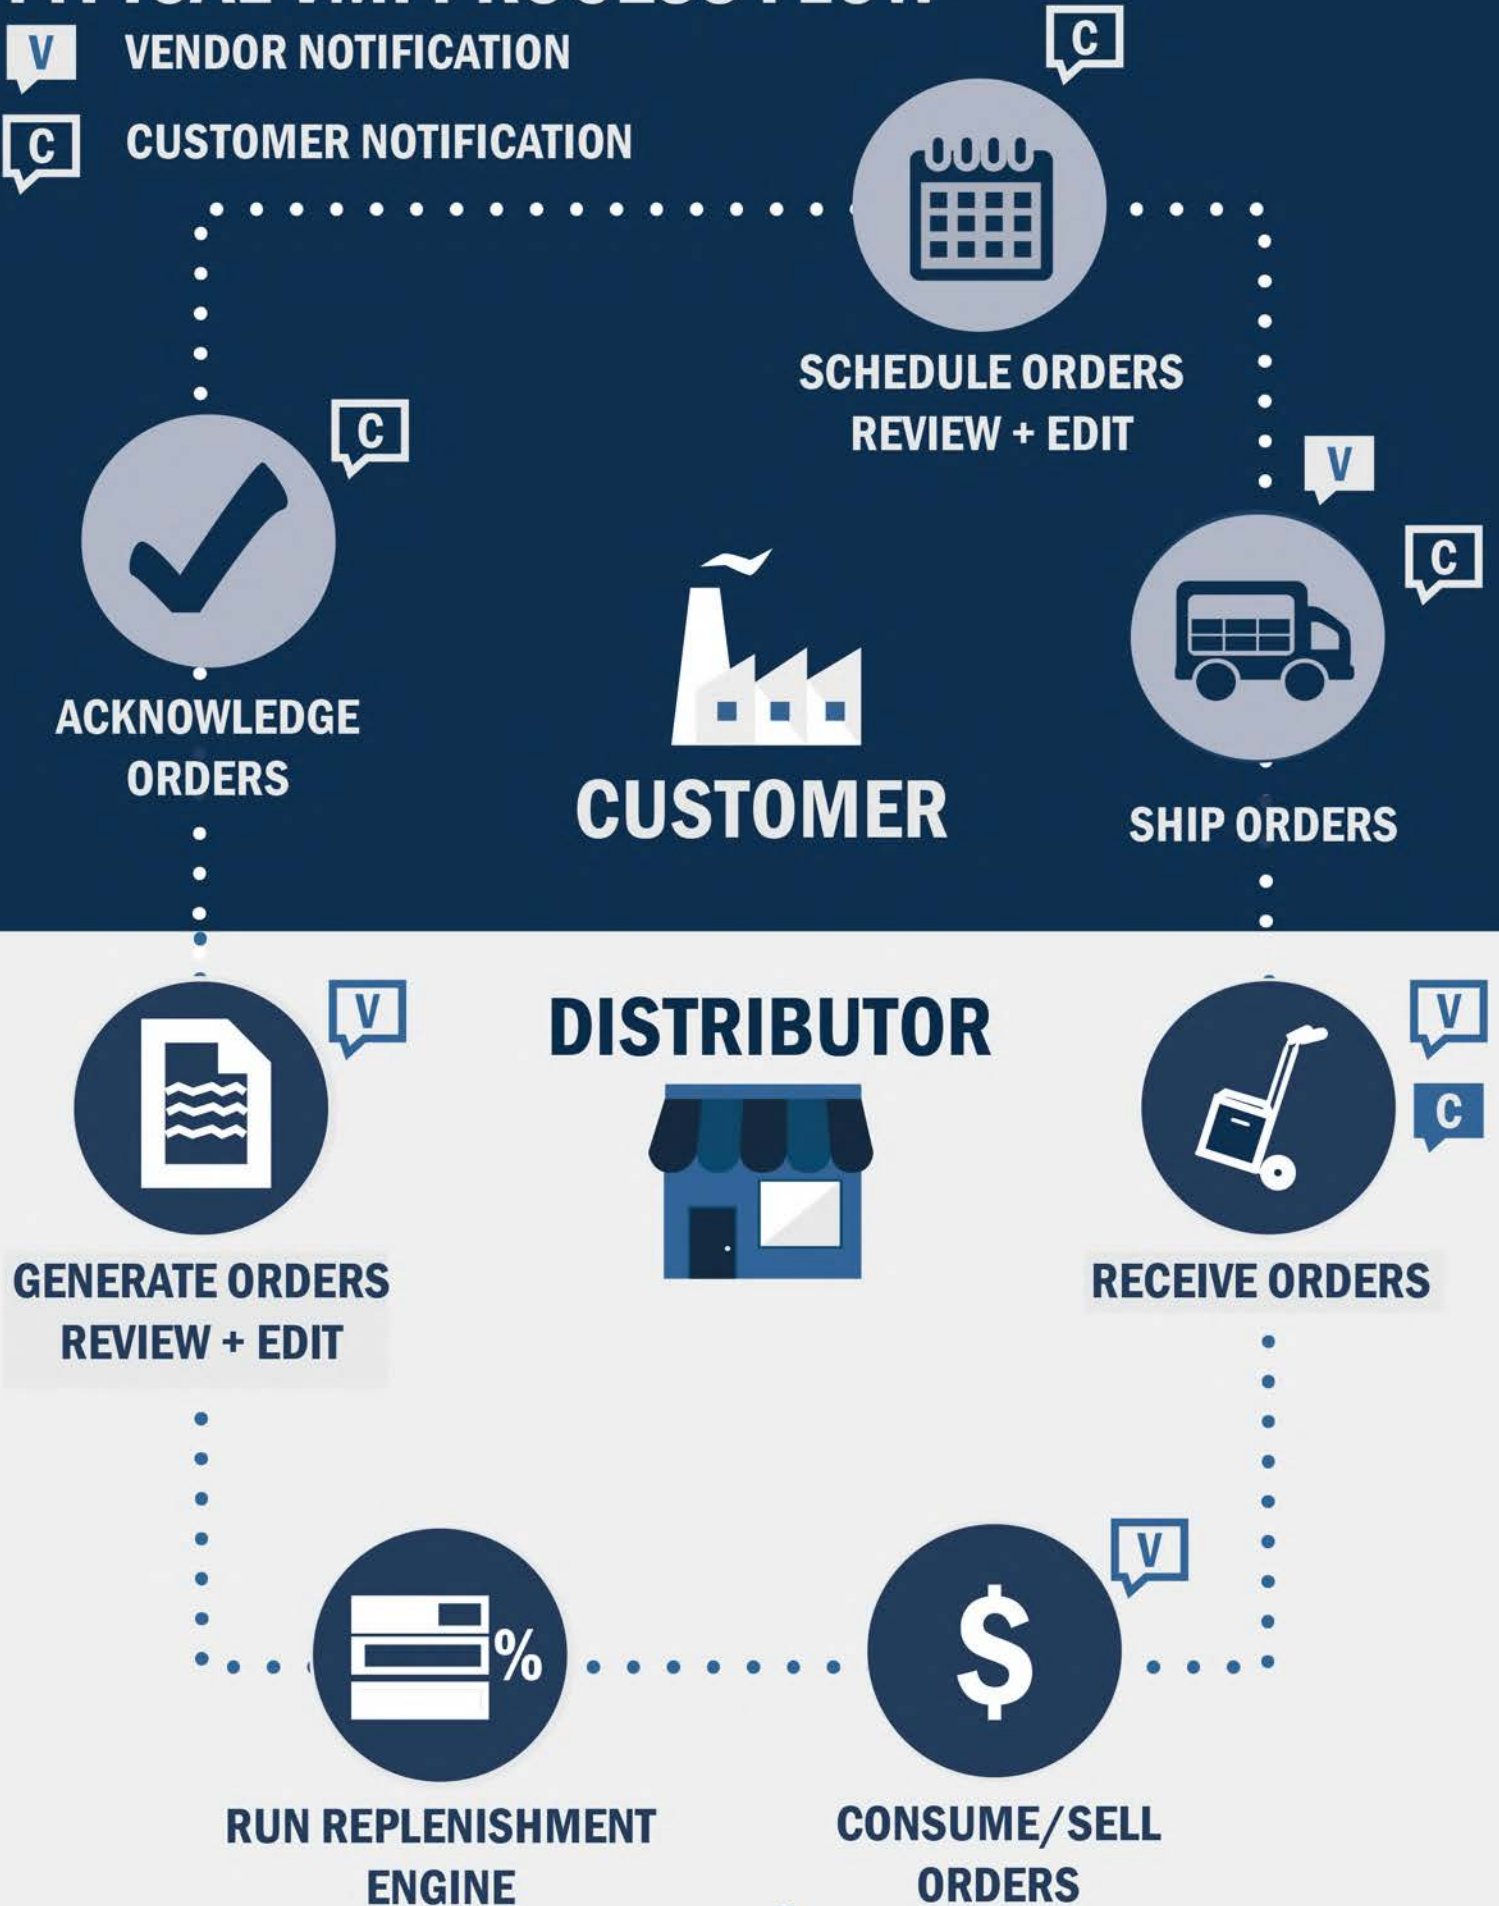 V VENDOR NOTIFICATION
C CUSTOMER NOTIFICATION
C
SCHEDULE ORDERS
REVIEW + EDIT
C
ACKNOWLEDGE
ORDERS
V
C
SHIP ORDERS
CUSTOMER
DISTRIBUTOR
V
GENERATE ORDERS
REVIEW + EDIT
V
C
RECEIVE ORDERS
%
RUN REPLENISHMENT
ENGINE
V
$
CONSUME/SELL
ORDERS